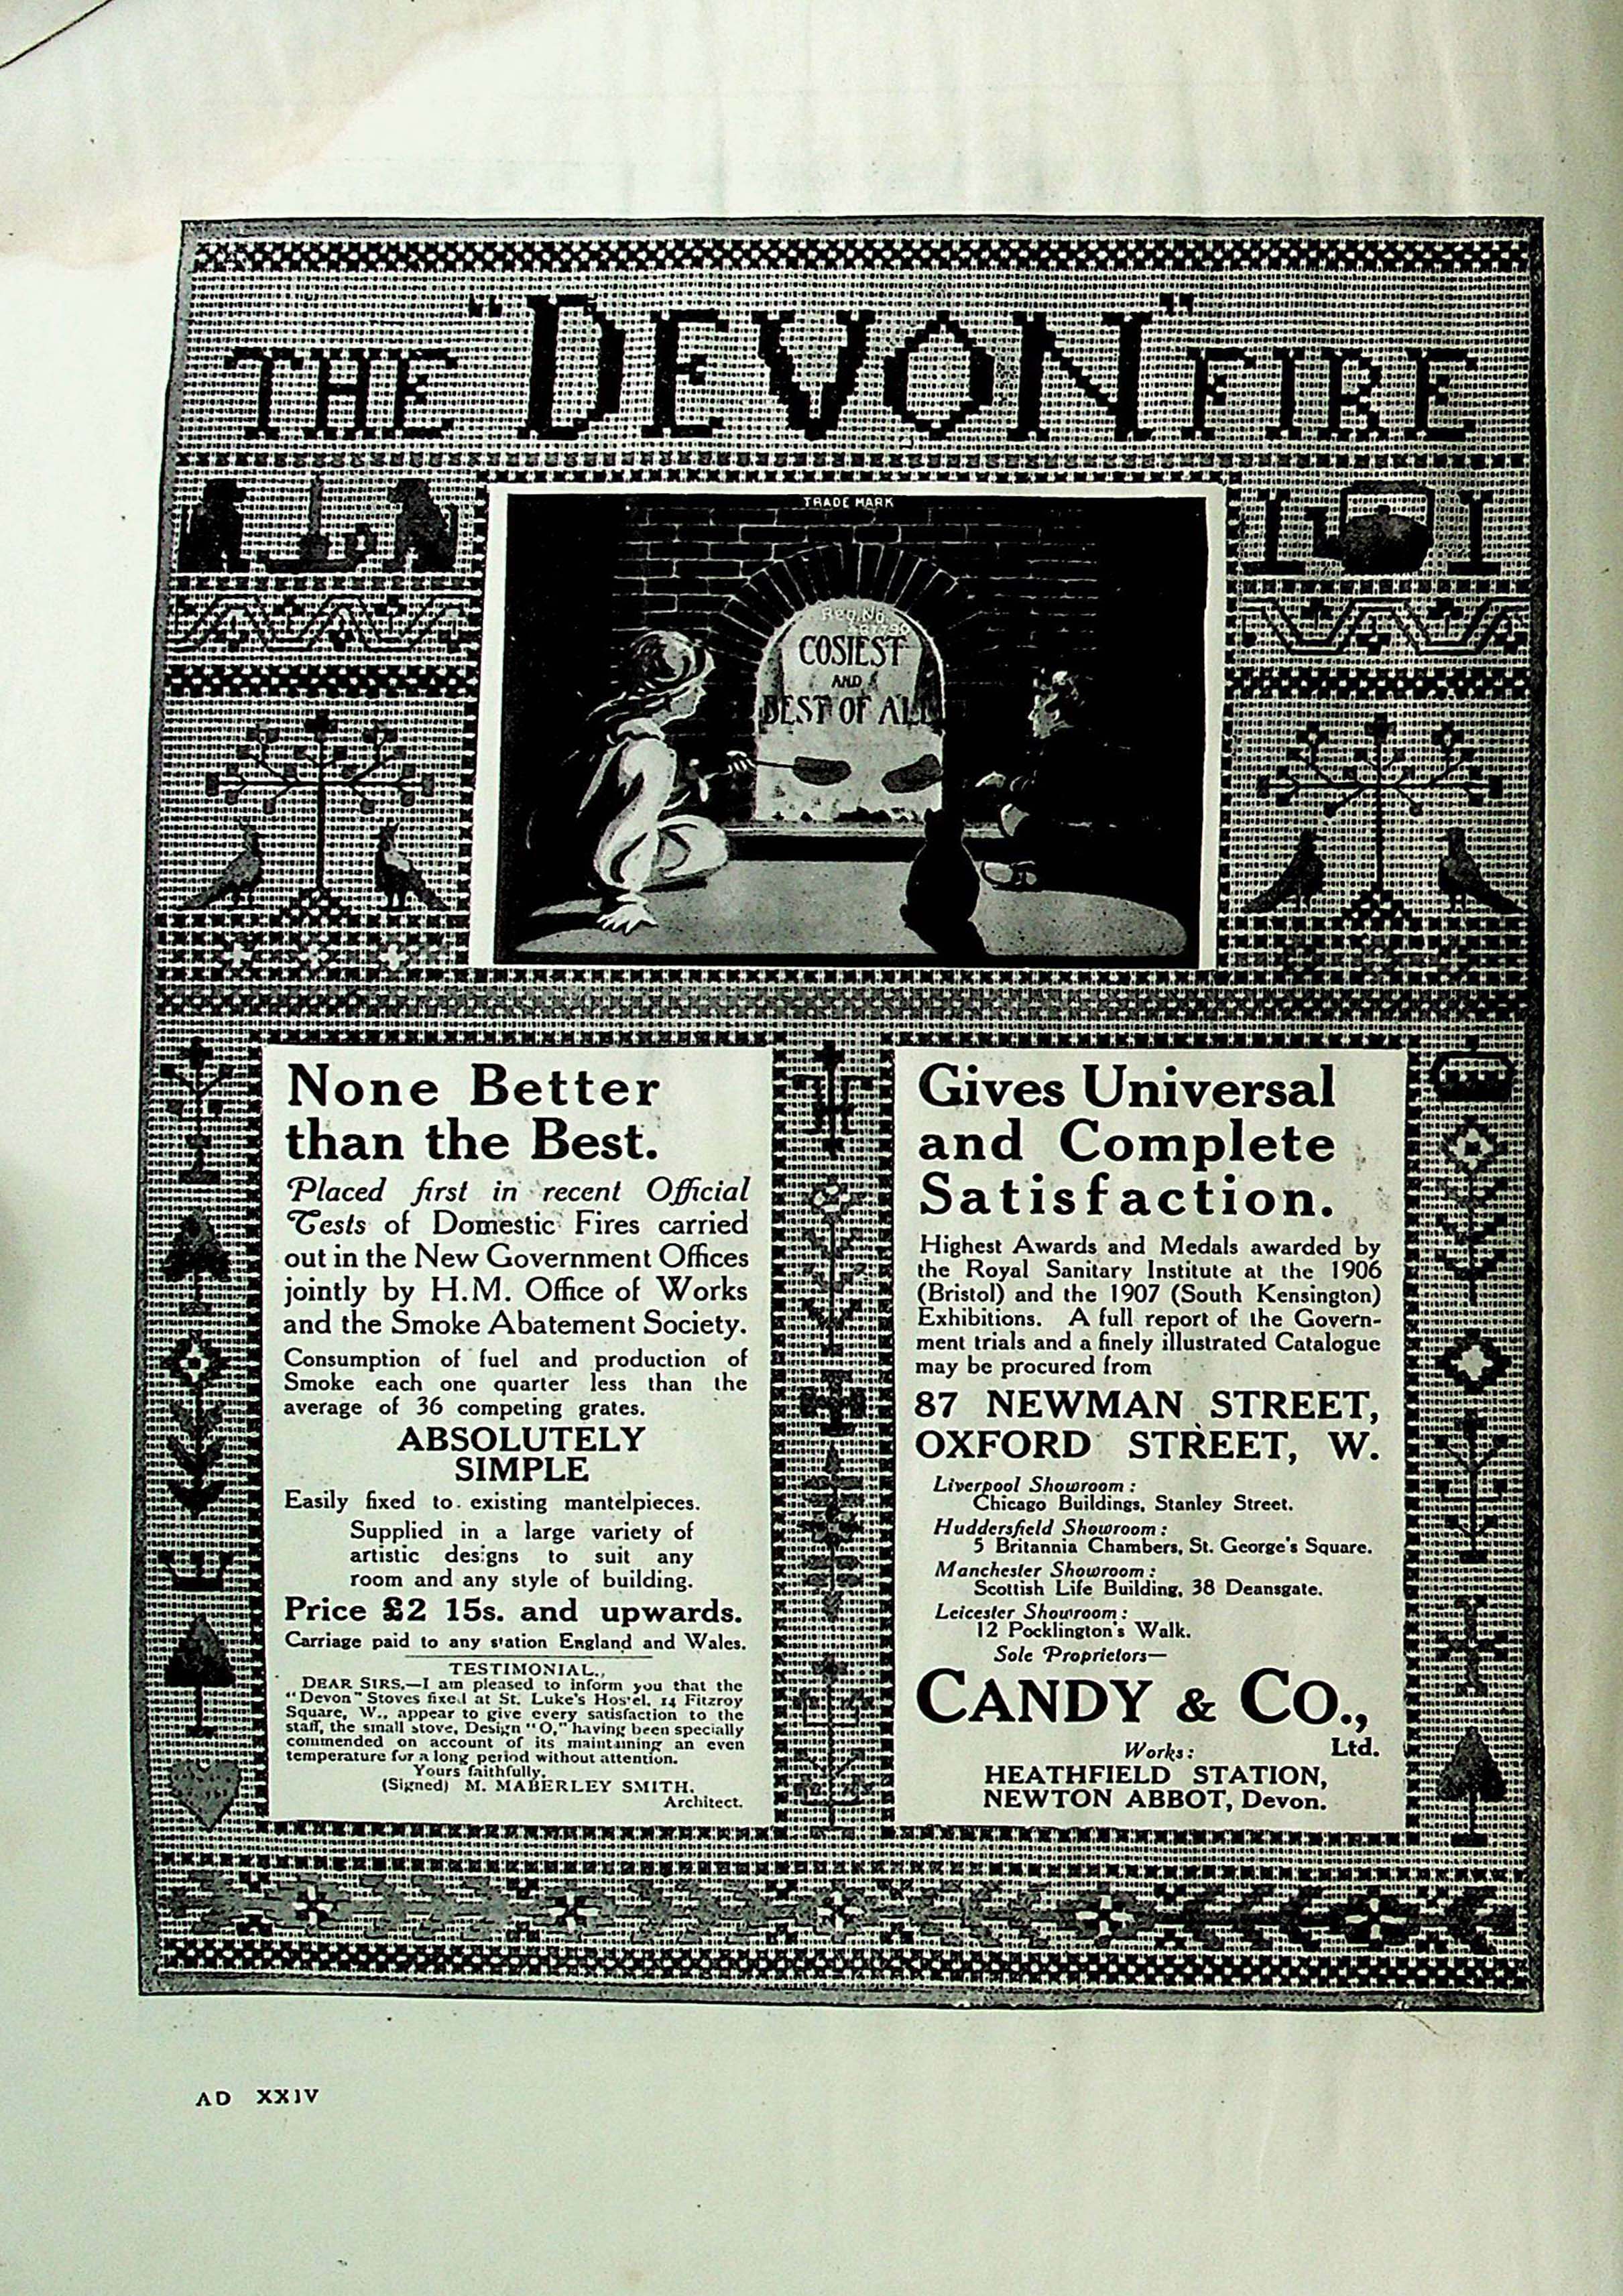 THE "DEVON" FIRE
TRADE MARK
Reg. No.
COSIEST
AND
BEST OF ALL
None Better
than the Best.
Placed first in recent Official
Tests of Domestic Fires carried
out in the New Government Offices
jointly by H.M. Office of Works
and the Smoke Abatement Society.
Consumption of fuel and production of
Smoke each one quarter less than the
average of 36 competing grates.
ABSOLUTELY
SIMPLE
Easily fixed to existing mantelpieces.
Supplied in a large variety of
artistic designs to suit any
room and any style of building.
Price £2 15s. and upwards.
Carriage paid to any station England and Wales.
TESTIMONIAL.
DEAR SIRS,—I am pleased to inform you that the
"Devon" Stoves fixed at St. Luke's Hostel, 14 Fitzroy
Square, W., appear to give every satisfaction to the
staff, the small stove, Design "O," having been specially
commended on account of its maintaining an even
temperature for a long period without attention.
Yours faithfully,
(Signed) M. MABERLEY SMITH,
Architect.
Gives Universal
and Complete
Satisfaction.
Highest Awards and Medals awarded by
the Royal Sanitary Institute at the 1906
(Bristol) and the 1907 (South Kensington)
Exhibitions. A full report of the Govern-
ment trials and a finely illustrated Catalogue
may be procured from
87 NEWMAN STREET,
OXFORD STREET, W.
Liverpool Showroom :
Chicago Buildings, Stanley Street.
Huddersfield Showroom :
5 Britannia Chambers, St. George's Square.
Manchester Showroom :
Scottish Life Building, 38 Deansgate.
Leicester Showroom :
12 Pocklington's Walk.
Sole Proprietors—
CANDY & CO.,
Ltd.
Works :
HEATHFIELD STATION,
NEWTON ABBOT, Devon.
AD XXIV